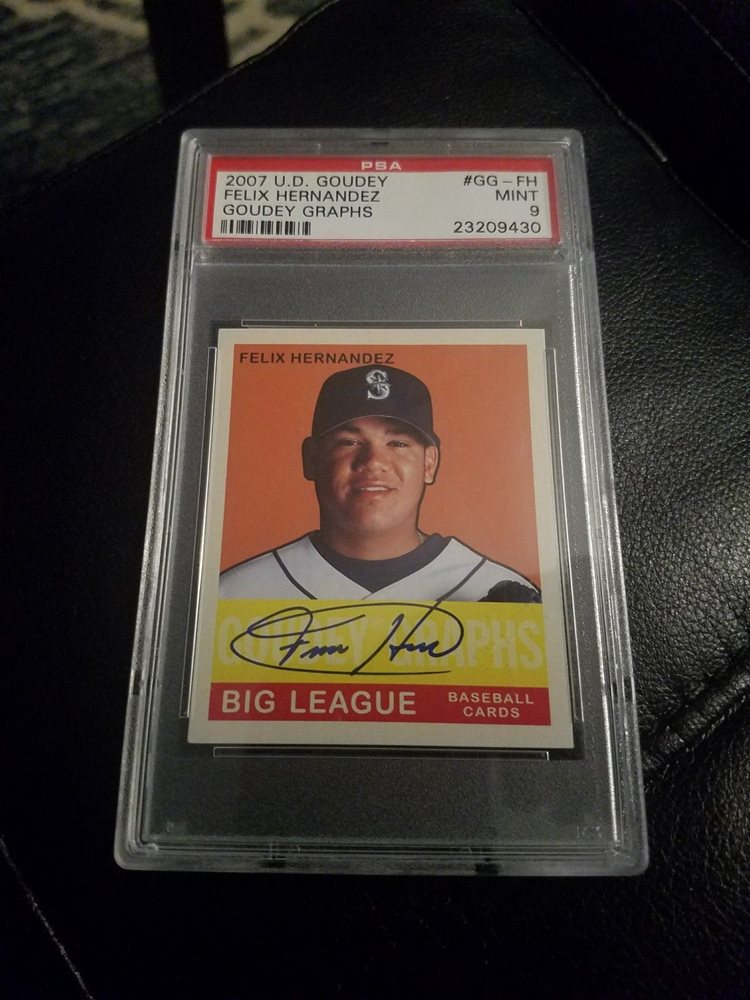 PSA
2007 U.D. GOUDEY #GG-FH
FELIX HERNANDEZ MINT
GOUDEY GRAPHS 9
23209430
FELIX HERNANDEZ
S
GOUDEY GRAPHS
BIG LEAGUE
BASEBALL
CARDS